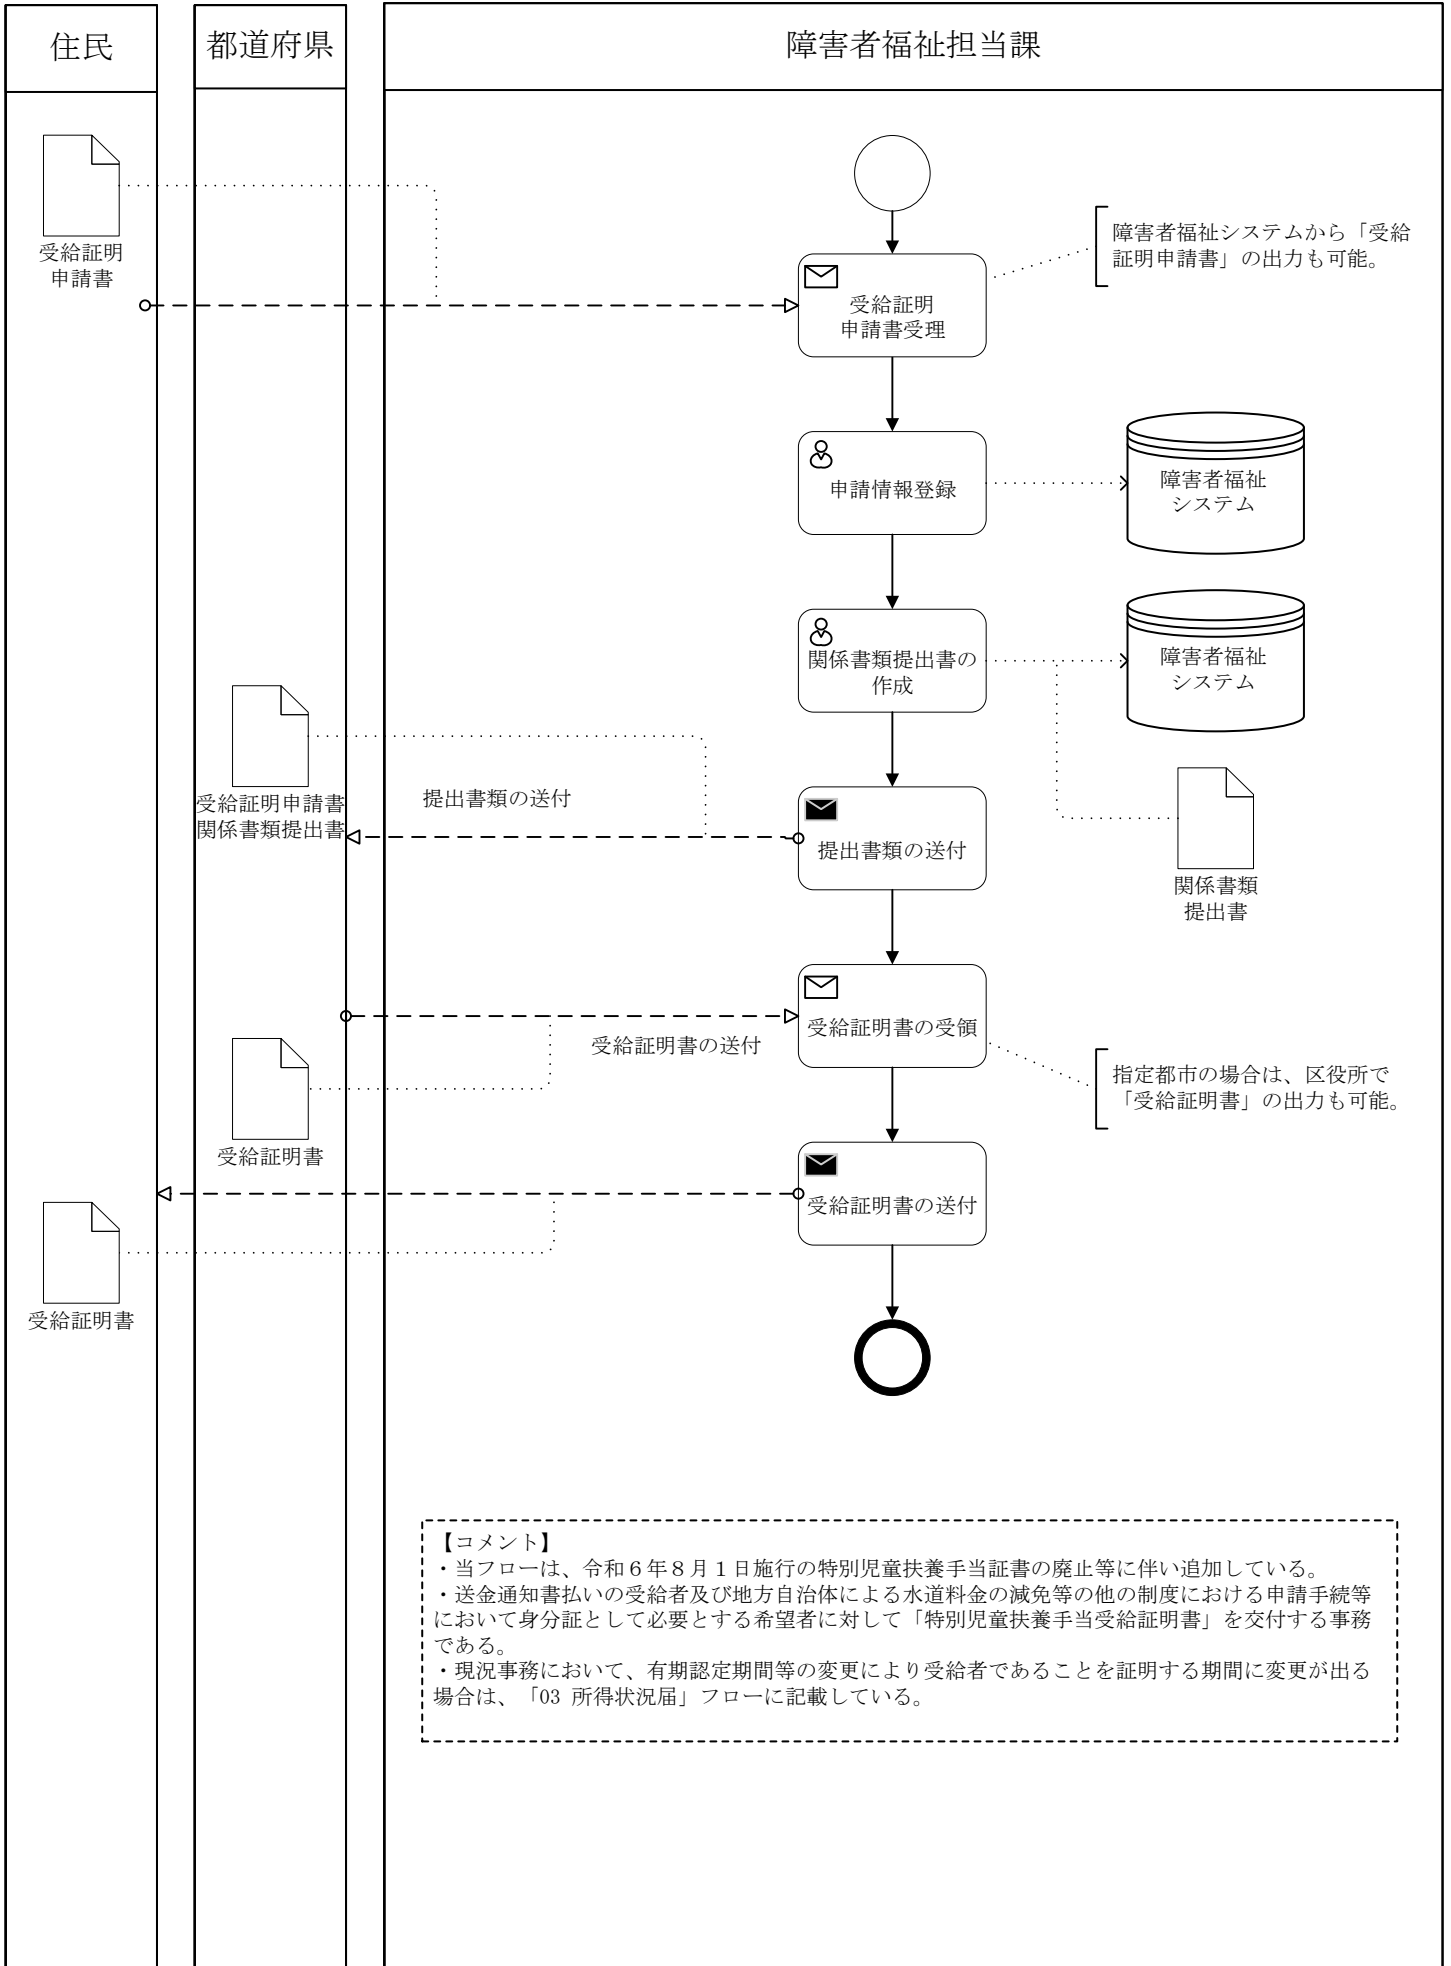 住民
都道府県
障害者福祉担当課
受給証明
申請書
障害者福祉システムから「受給
証明申請書」の出力も可能。
受給証明
申請書受理
申請情報登録
障害者福祉
システム
関係書類提出書の
作成
障害者福祉
システム
受給証明申請書
関係書類提出書
提出書類の送付
提出書類の送付
関係書類
提出書
受給証明書の受領
受給証明書の送付
指定都市の場合は、区役所で
「受給証明書」の出力も可能。
受給証明書
受給証明書の送付
受給証明書
【コメント】
・当フローは、令和６年８月１日施行の特別児童扶養手当証書の廃止等に伴い追加している。
・送金通知書払いの受給者及び地方自治体による水道料金の減免等の他の制度における申請手続等
において身分証として必要とする希望者に対して「特別児童扶養手当受給証明書」を交付する事務
である。
・現況事務において、有期認定期間等の変更により受給者であることを証明する期間に変更が出る
場合は、「03 所得状況届」フローに記載している。